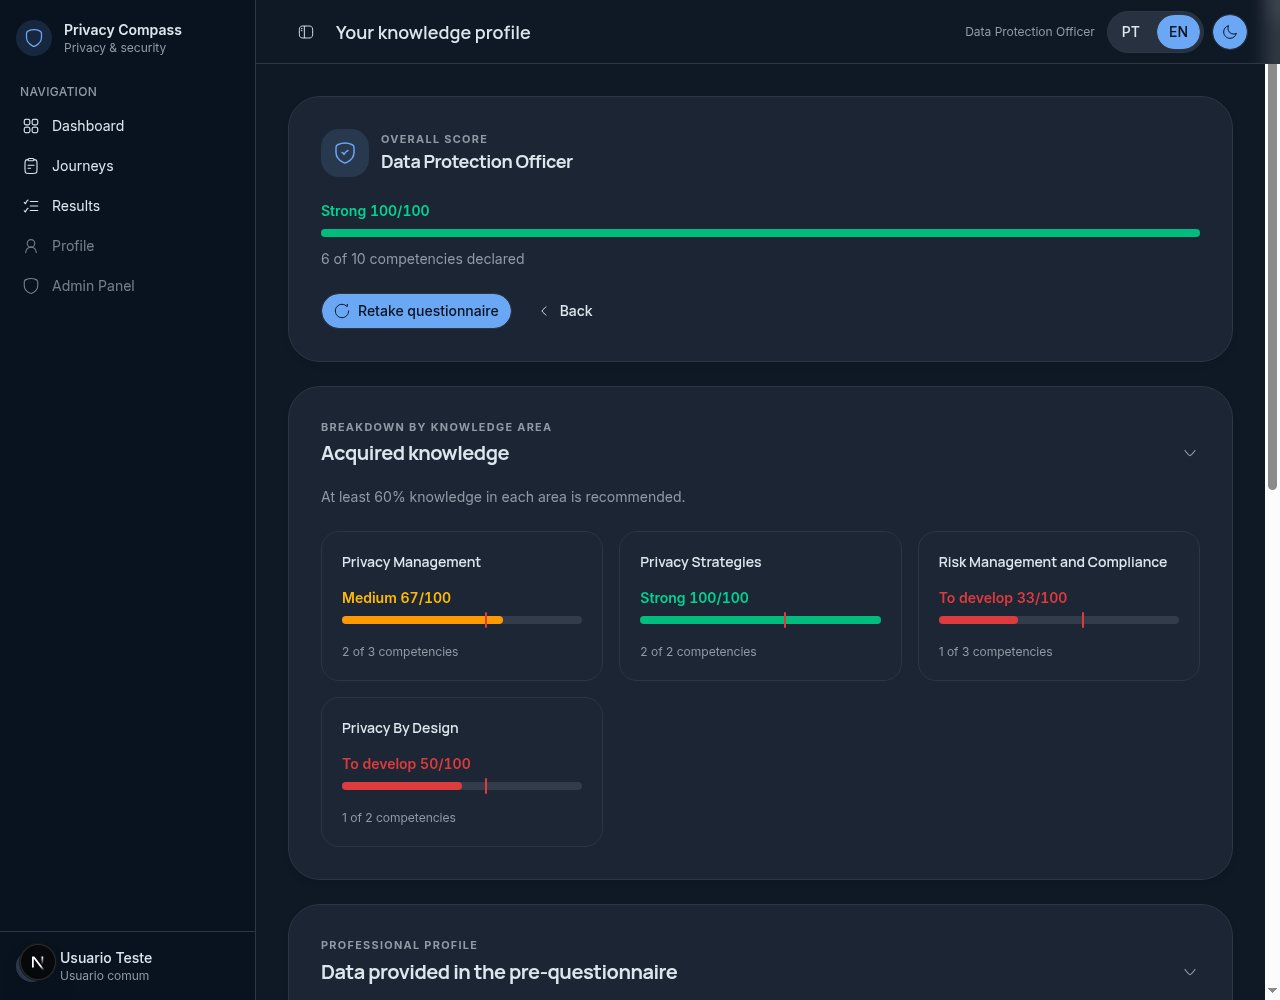 Privacy Compass
Privacy & security
NAVIGATION
Dashboard
Journeys
Results
Profile
Admin Panel
Usuario Teste
Usuario comum
Your knowledge profile
Data Protection Officer
PT
EN
OVERALL SCORE
Data Protection Officer
Strong 100/100
6 of 10 competencies declared
Retake questionnaire
Back
BREAKDOWN BY KNOWLEDGE AREA
Acquired knowledge
At least 60% knowledge in each area is recommended.
Privacy Management
Medium 67/100
2 of 3 competencies
Privacy Strategies
Strong 100/100
2 of 2 competencies
Risk Management and Compliance
To develop 33/100
1 of 3 competencies
Privacy By Design
To develop 50/100
1 of 2 competencies
PROFESSIONAL PROFILE
Data provided in the pre-questionnaire